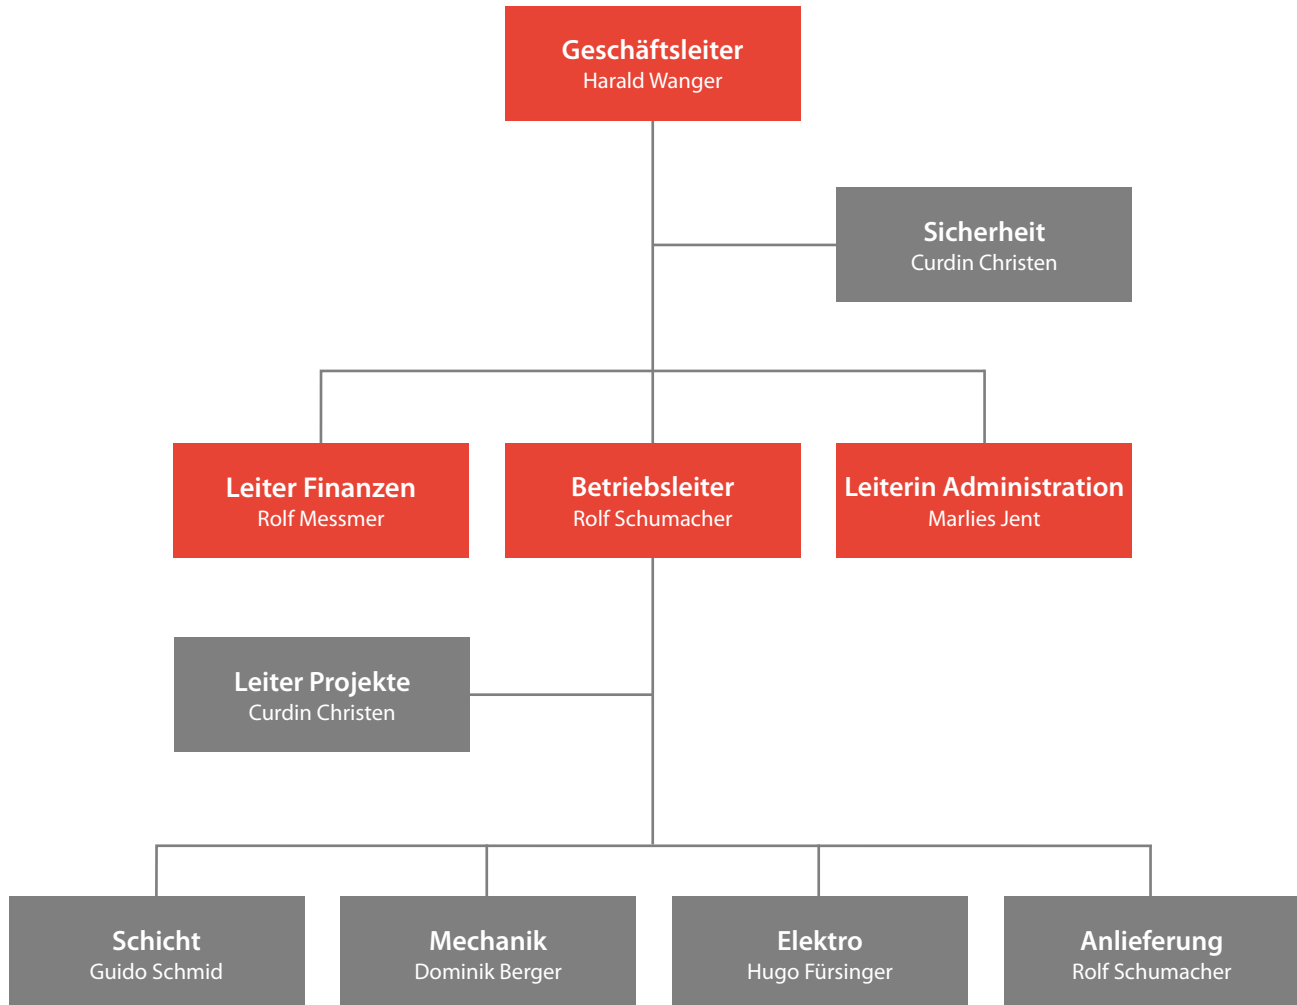 Geschäftsleiter
Harald Wanger
Sicherheit
Curdin Christen
Leiter Finanzen
Rolf Messmer
Betriebsleiter
Rolf Schumacher
Leiterin Administration
Marlies Jent
Leiter Projekte
Curdin Christen
Schicht
Guido Schmid
Mechanik
Dominik Berger
Elektro
Hugo Fürsinger
Anlieferung
Rolf Schumacher